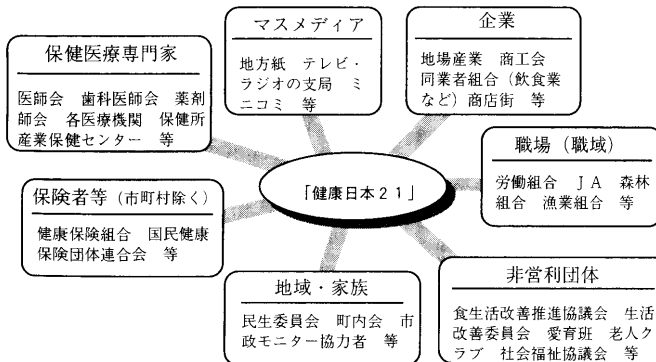 マスメディア
地方紙　テレビ・
ラジオの支局　ミ
ニコミ　等
企業
地場産業　商工会
同業者組合（飲食業
など）商店街　等
保健医療専門家
医師会　歯科医師会　薬剤
師会　各医療機関　保健所
産業保健センター　等
職場（職域）
労働組合　ＪＡ　森林
組合　漁業組合　等
「健康日本２１」
保険者等（市町村除く）
健康保険組合　国民健康
保険団体連合会　等
地域・家族
民生委員会　町内会　市
政モニター協力者　等
非営利団体
食生活改善推進協議会　生活
改善委員会　愛育班　老人ク
ラブ　社会福祉協議会　等